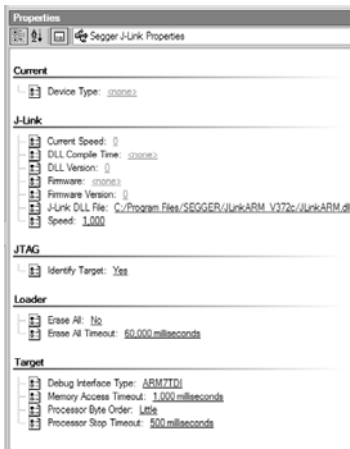 Properties
Segger J-Link Properties
Current
Device Type: <none>
J-Link
Current Speed: 0
DLL Compile Time: <none>
DLL Version: 0
Firmware: <none>
Firmware Version: 0
J-Link DLL File: C:/Program Files/SEGGER/JLinkARM_V372c/JLinkARM.dl
Speed: 1,000
JTAG
Identify Target: Yes
Loader
Erase All: No
Erase All Timeout: 60,000 milliseconds
Target
Debug Interface Type: ARM7TDI
Memory Access Timeout: 1,000 milliseconds
Processor Byte Order: Little
Processor Stop Timeout: 500 milliseconds